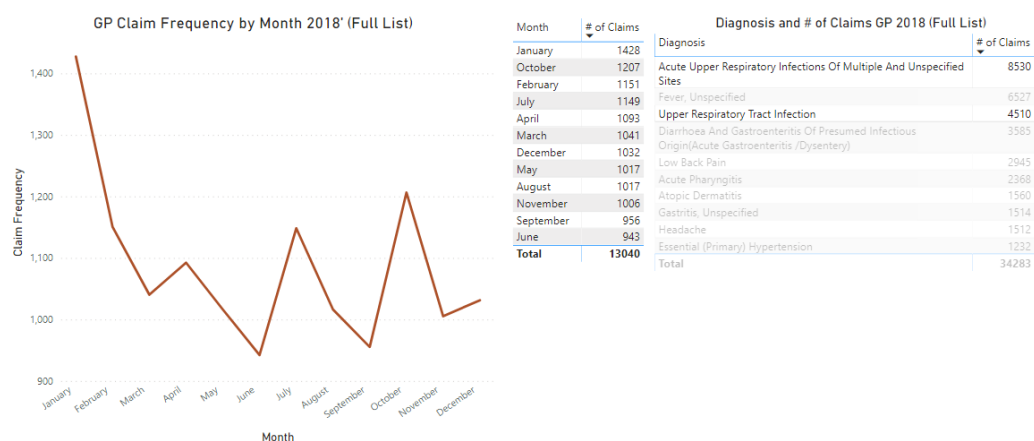 GP Claim Frequency by Month 2018' (Full List)
1,400
1,300
1,200
1,100
1,000
900
Claim Frequency
January
February
March
April
May
June
July
August
September
October
November
December
Month
Month # of Claims
January 1428
October 1207
February 1151
July 1149
April 1093
March 1041
December 1032
May 1017
August 1017
November 1006
September 956
June 943
Total 13040
Diagnosis and # of Claims GP 2018 (Full List)
Diagnosis # of Claims
Acute Upper Respiratory Infections Of Multiple And Unspecified 8530
Sites
Fever, Unspecified 6527
Upper Respiratory Tract Infection 4510
Diarrhoea And Gastroenteritis Of Presumed Infectious 3585
Origin(Acute Gastroenteritis /Dysentery)
Low Back Pain 2945
Acute Pharyngitis 2368
Atopic Dermatitis 1560
Gastritis, Unspecified 1514
Headache 1512
Essential (Primary) Hypertension 1232
Total 34283